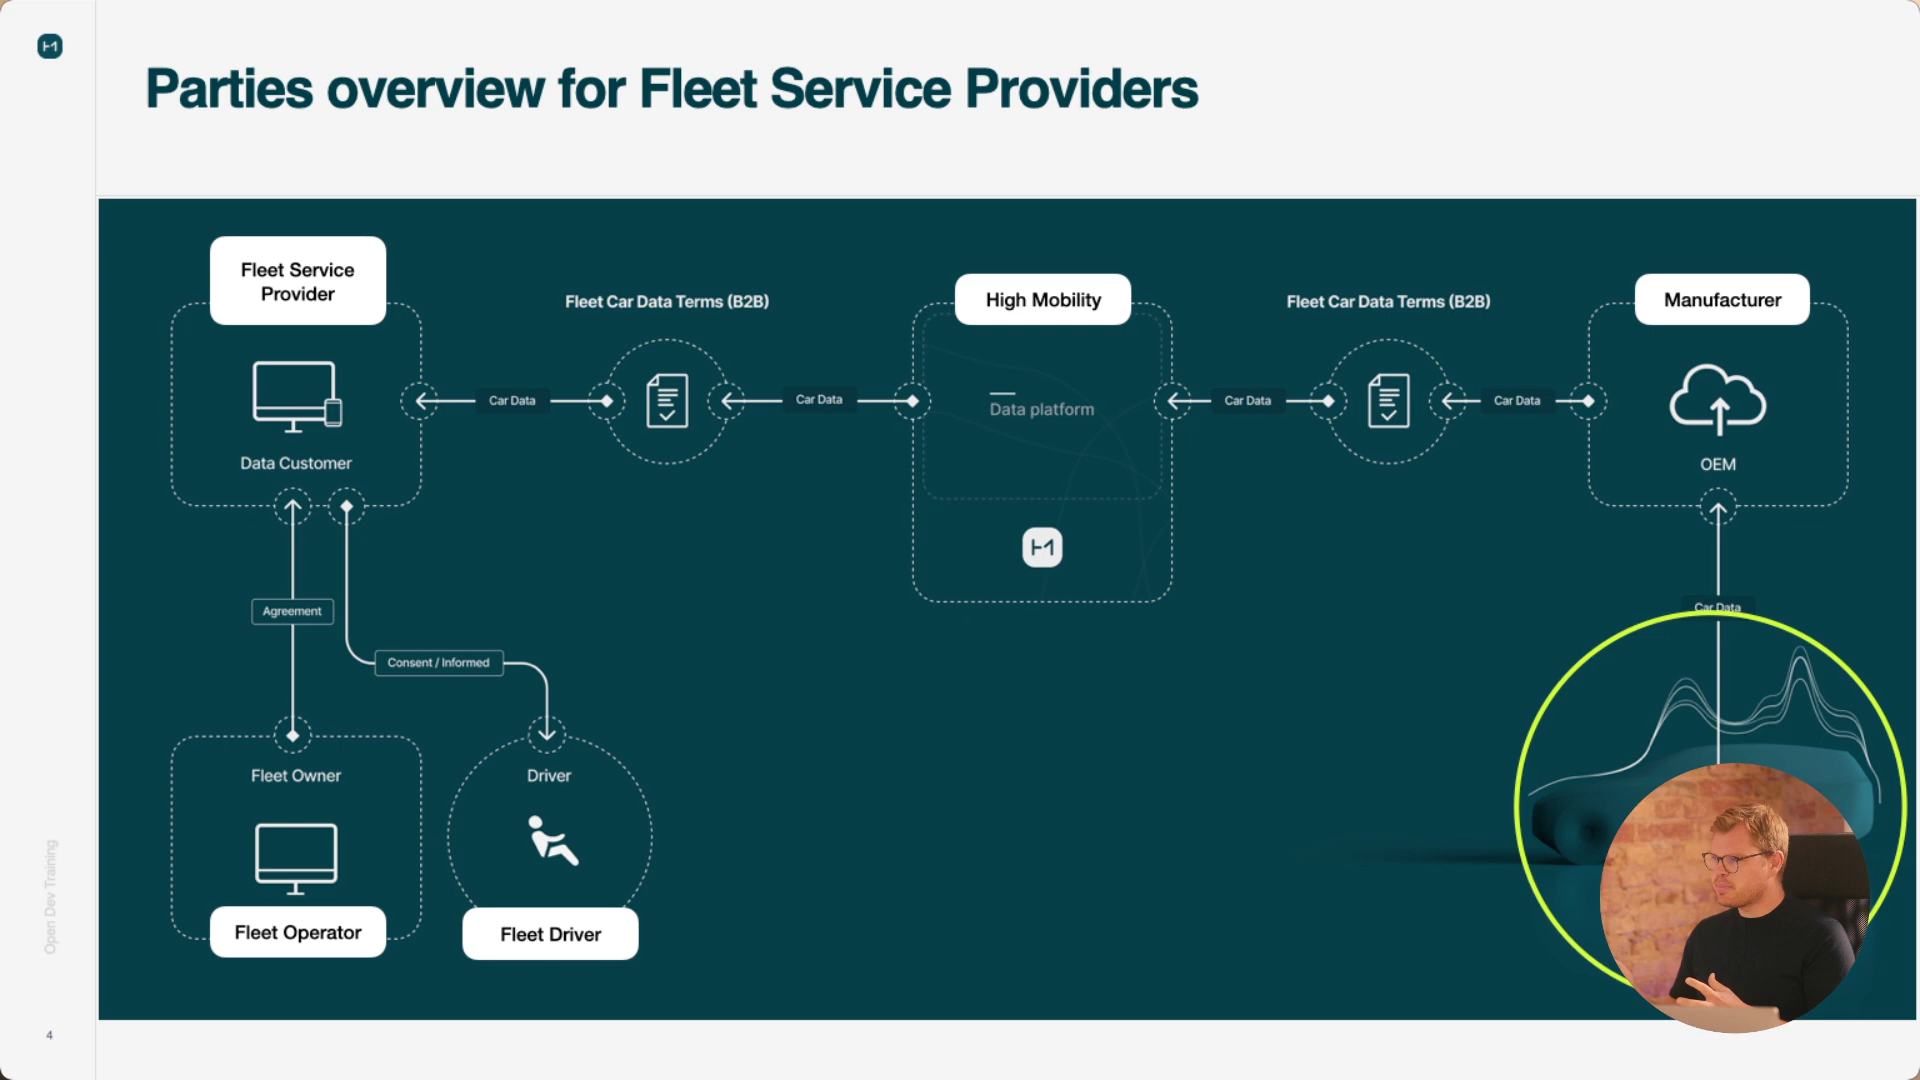 Parties overview for Fleet Service Providers
Fleet Service
Provider
Data Customer
Fleet Car Data Terms (B2B)
Car Data
Car Data
High Mobility
Data platform
Fleet Car Data Terms (B2B)
Car Data
Car Data
Manufacturer
OEM
Car Data
Agreement
Consent / Informed
Fleet Owner
Fleet Operator
Driver
Fleet Driver
Open Dev Training
4